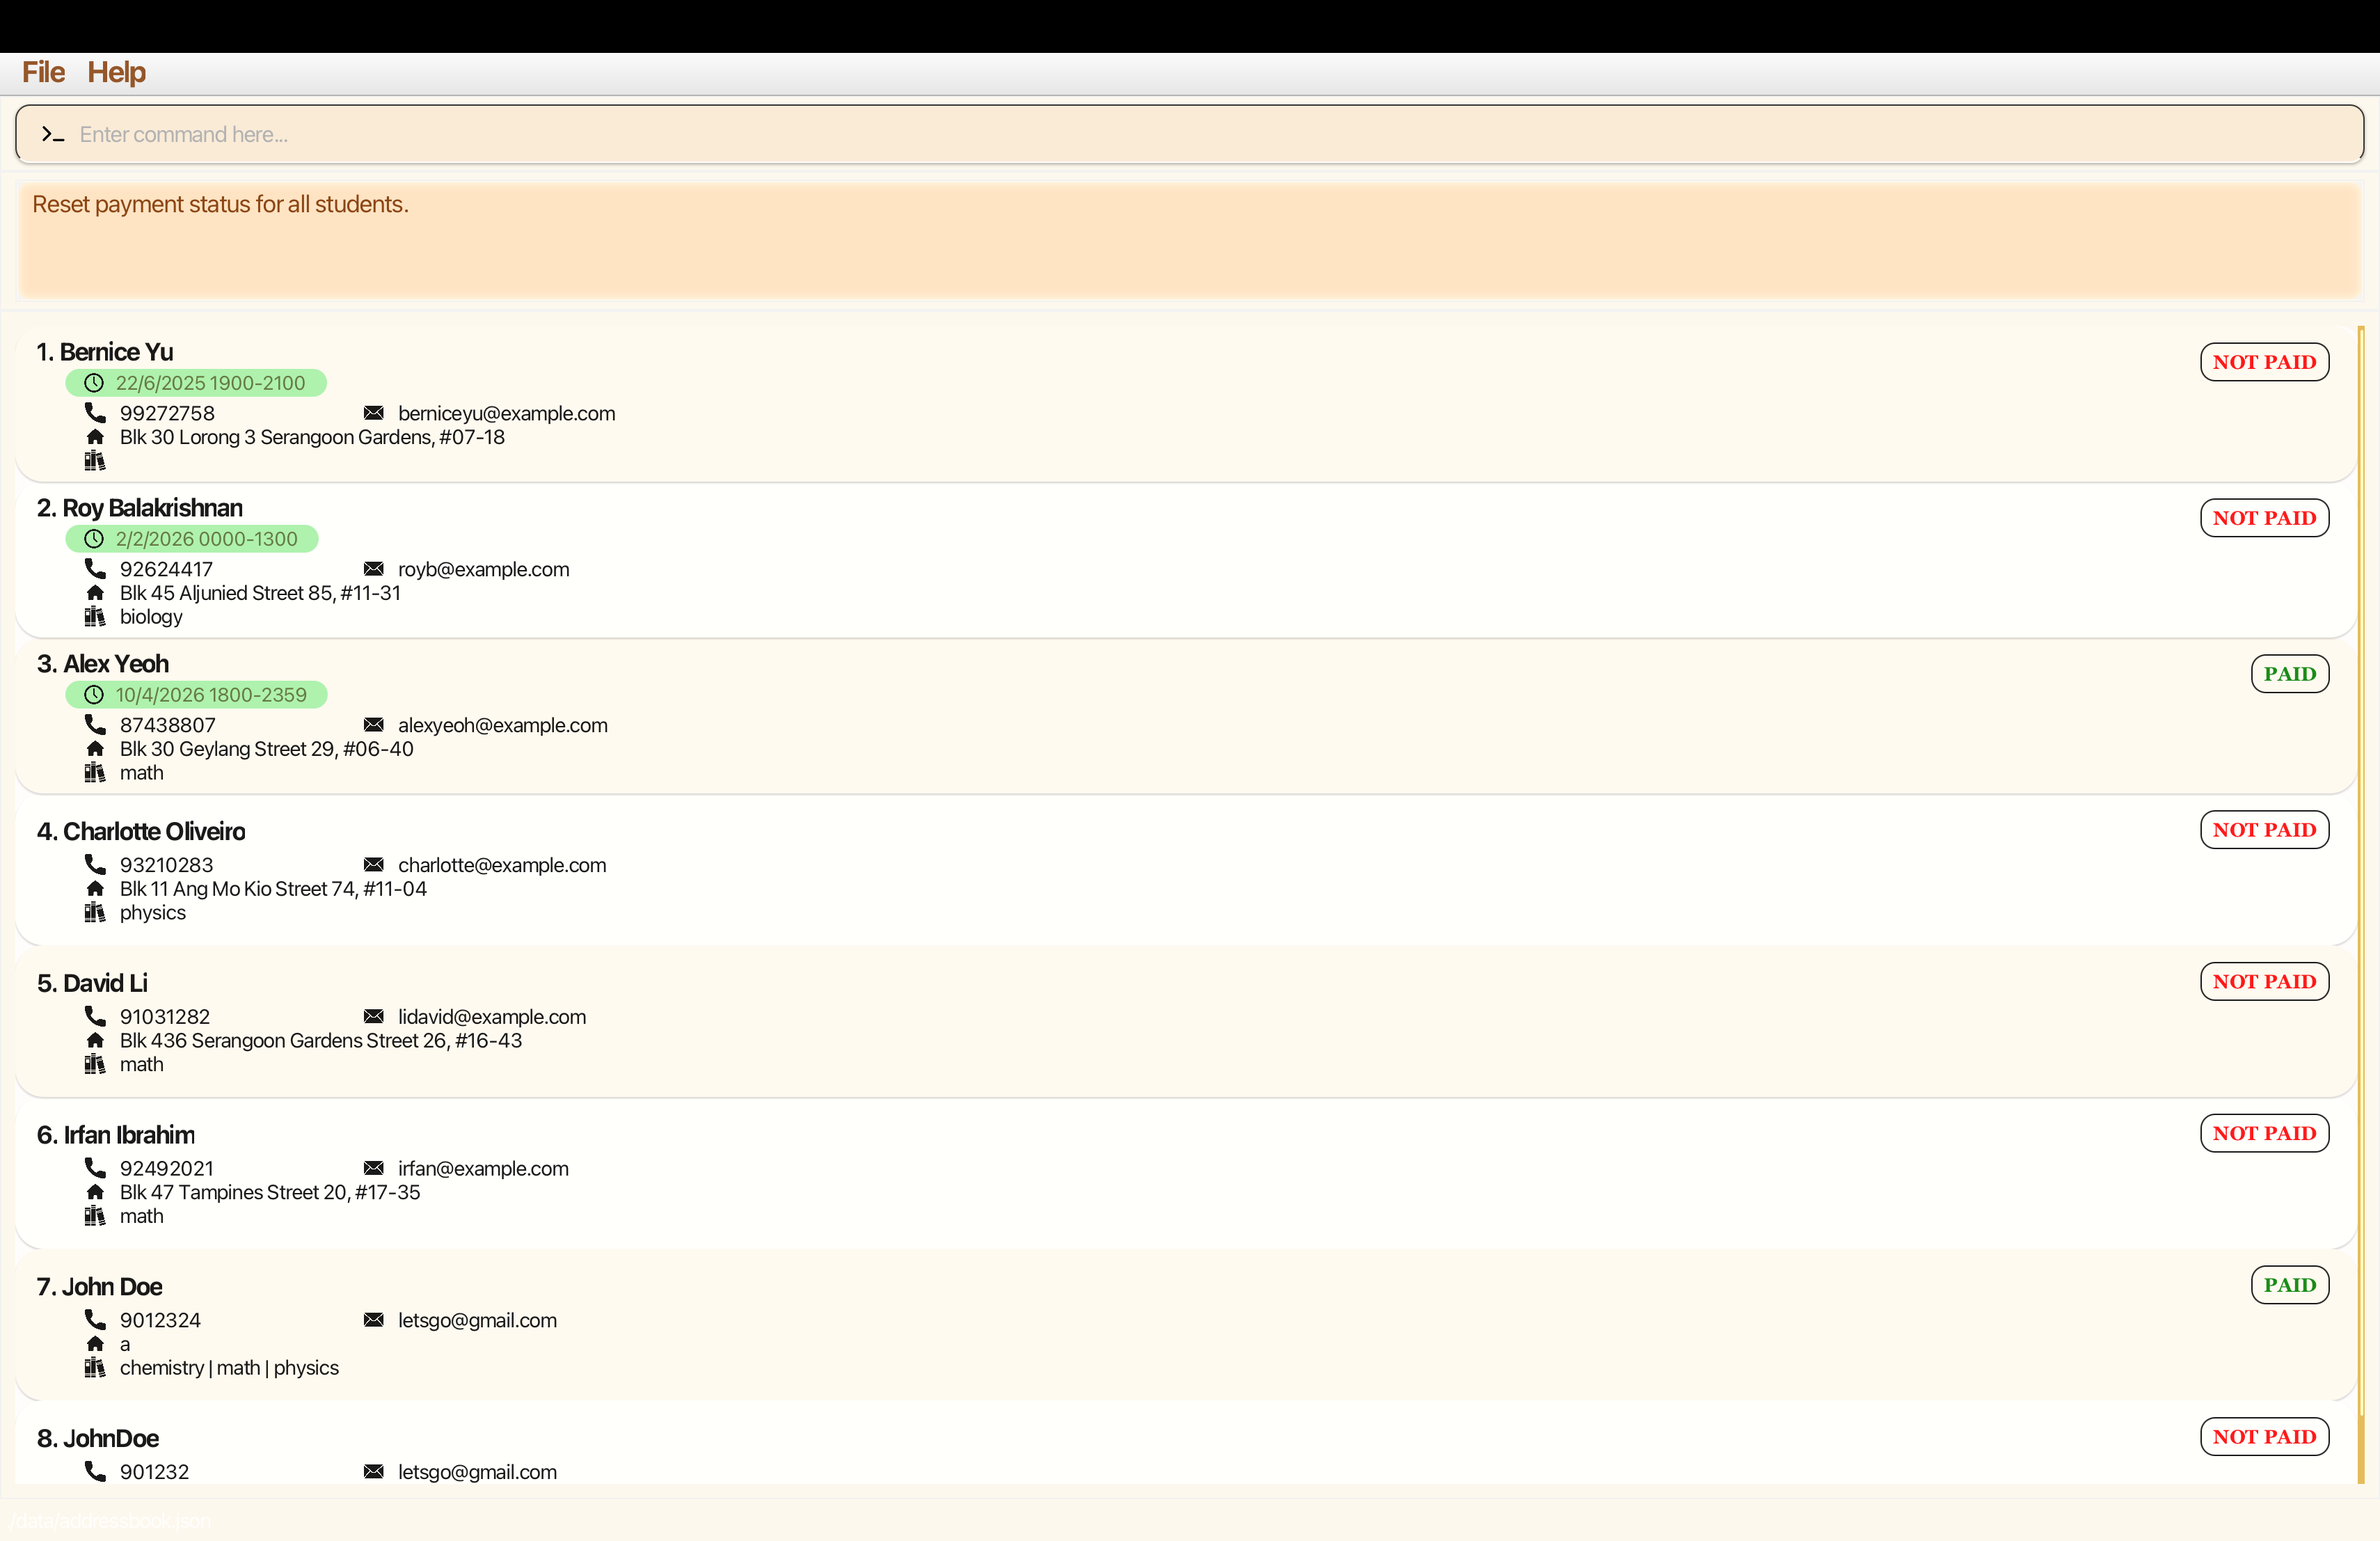 File Help
Enter command here...
Reset payment status for all students.
1. Bernice Yu
NOT PAID
22/6/2025 1900-2100
99272758 berniceyu@example.com
Blk 30 Lorong 3 Serangoon Gardens, #07-18
2. Roy Balakrishnan
NOT PAID
2/2/2026 0000-1300
92624417 royb@example.com
Blk 45 Aljunied Street 85, #11-31
biology
3. Alex Yeoh
PAID
10/4/2026 1800-2359
87438807 alexyeoh@example.com
Blk 30 Geylang Street 29, #06-40
math
4. Charlotte Oliveiro
NOT PAID
93210283 charlotte@example.com
Blk 11 Ang Mo Kio Street 74, #11-04
physics
5. David Li
NOT PAID
91031282 lidavid@example.com
Blk 436 Serangoon Gardens Street 26, #16-43
math
6. Irfan Ibrahim
NOT PAID
92492021 irfan@example.com
Blk 47 Tampines Street 20, #17-35
math
7. John Doe
PAID
9012324 letsgo@gmail.com
a
chemistry | math | physics
8. JohnDoe
NOT PAID
901232 letsgo@gmail.com
./data/addressbook.json